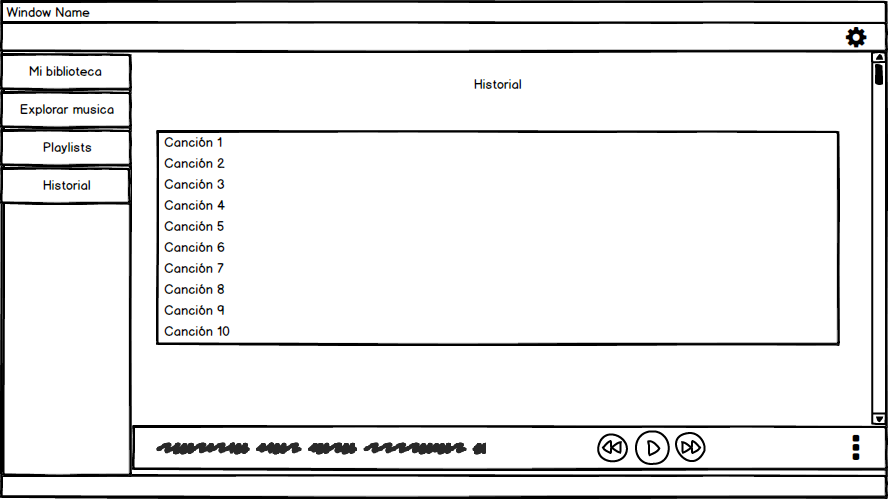 Window Name
Mi biblioteca
Explorar musica
Playlists
Historial
Historial
Canción 1
Canción 2
Canción 3
Canción 4
Canción 5
Canción 6
Canción 7
Canción 8
Canción 9
Canción 10